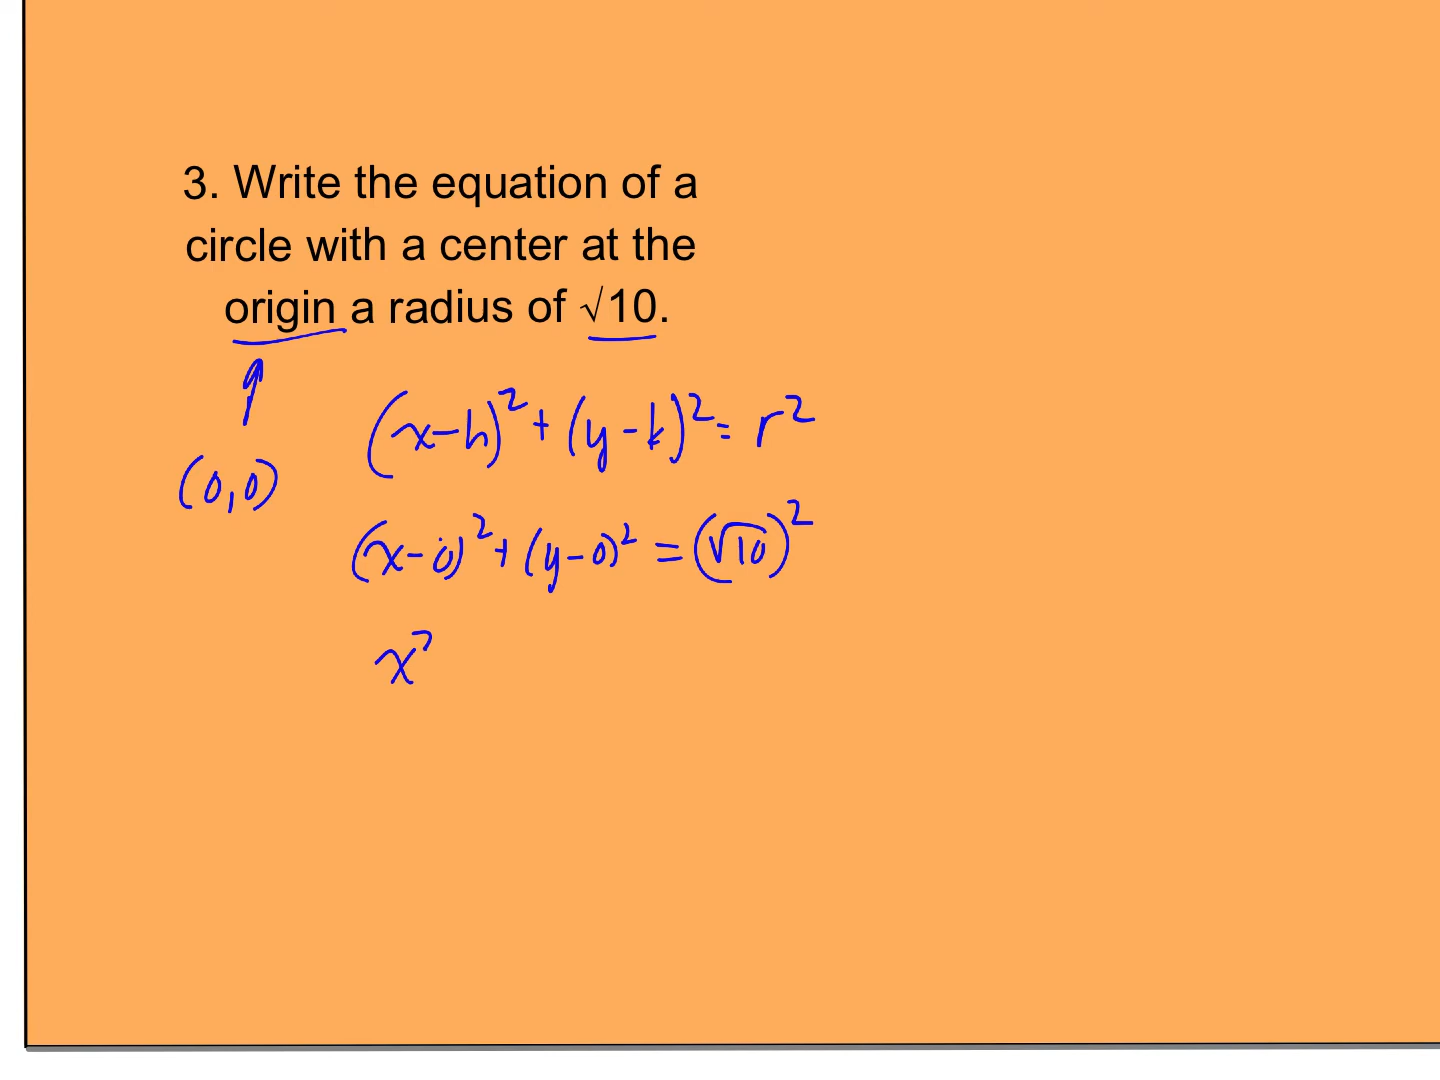 3. Write the equation of a
circle with a center at the
origin a radius of √10.
(x-h)²+(y-k)²=r²
(0,0)
(x-0)²+(y-0)²=(√10)²
x²